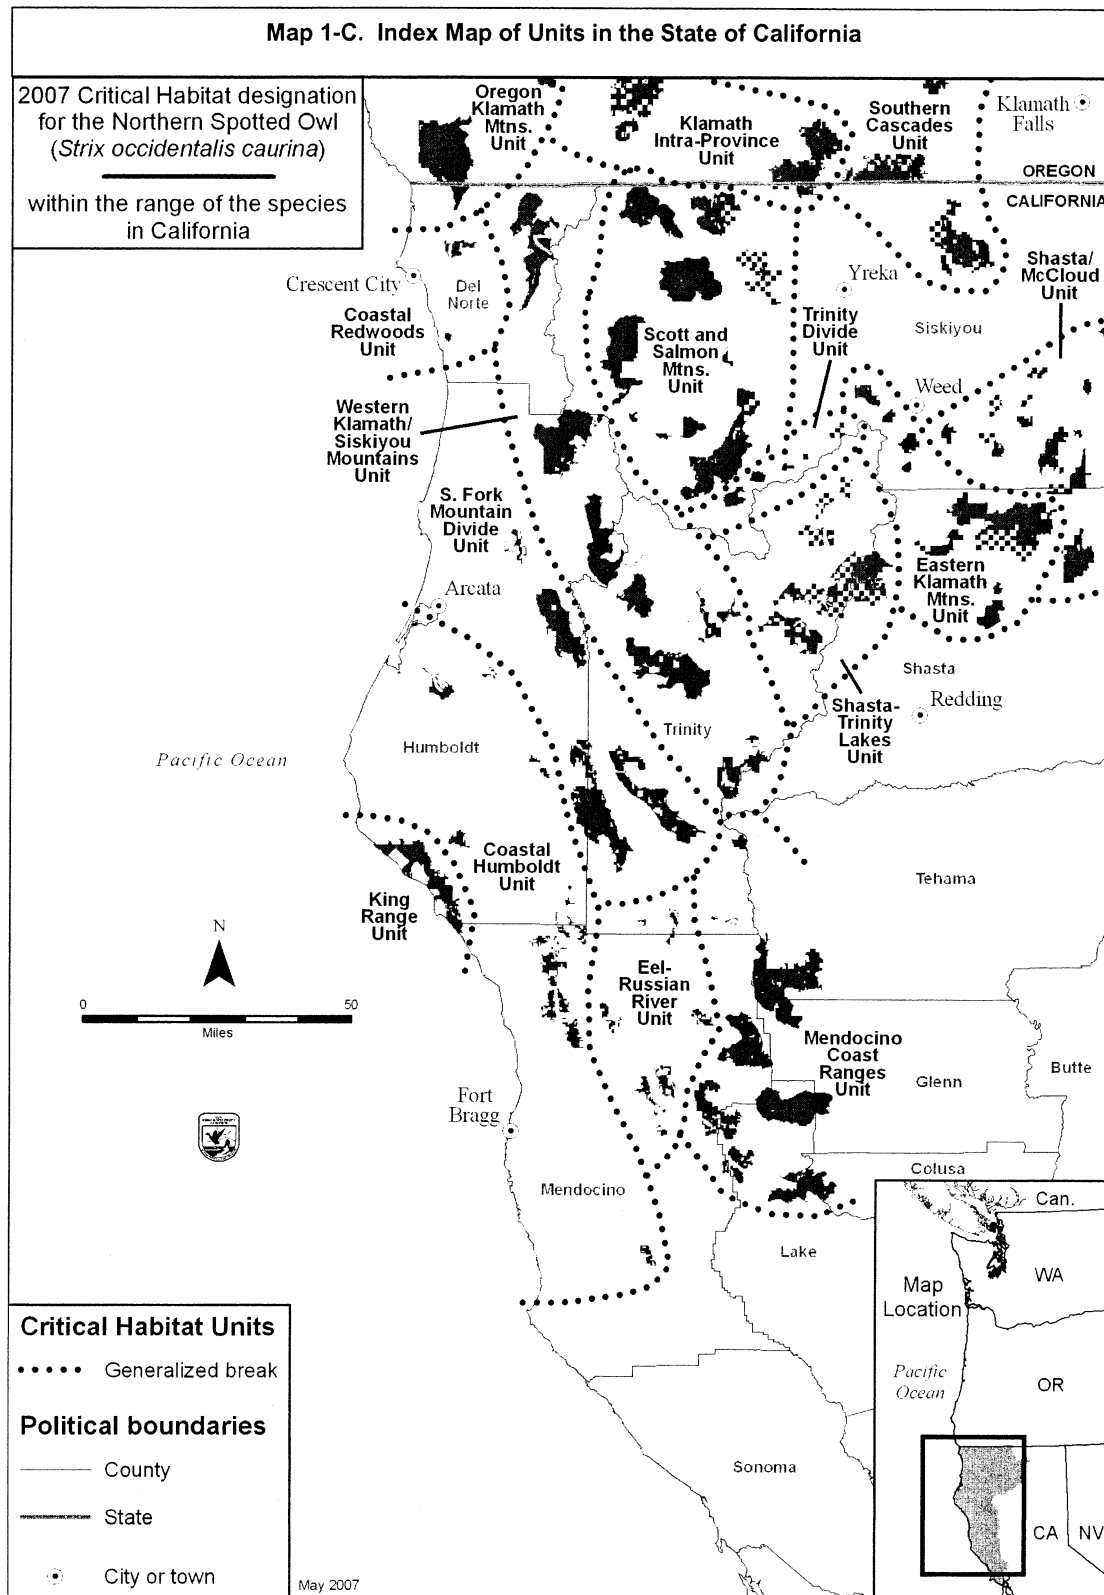 Map 1-C. Index Map of Units in the State of California
2007 Critical Habitat designation
for the Northern Spotted Owl
(Strix occidentalis caurina)
within the range of the species
in California
Oregon
Klamath
Mtns.
Unit
Klamath
Intra-Province
Unit
Southern
Cascades
Unit
Klamath
Falls
OREGON
CALIFORNIA
Crescent City
Del
Norte
Coastal
Redwoods
Unit
Scott and
Salmon
Mtns.
Unit
Yreka
Trinity
Divide
Unit
Siskiyou
Shasta/
McCloud
Unit
Weed
Western
Klamath/
Siskiyou
Mountains
Unit
S. Fork
Mountain
Divide
Unit
Arcata
Eastern
Klamath
Mtns.
Unit
Shasta
Redding
Shasta-
Trinity
Lakes
Unit
Trinity
Humboldt
Pacific Ocean
Coastal
Humboldt
Unit
King
Range
Unit
Tehama
N
0 50
Miles
Eel-
Russian
River
Unit
Mendocino
Coast
Ranges
Unit
Glenn
Butte
Fort
Bragg
Mendocino
Colusa
Lake
Sonoma
Critical Habitat Units
Generalized break
Political boundaries
County
State
City or town
May 2007
Can.
WA
Map
Location
Pacific
Ocean
OR
CA
NV